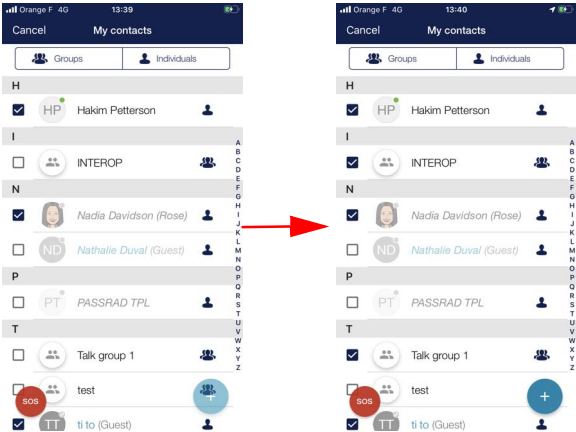 Orange F 4G 13:39
Cancel My contacts
Groups Individuals
H
HP Hakim Petterson
I
INTEROP
N
Nadia Davidson (Rose)
ND Nathalie Duval (Guest)
P
PT PASSRAD TPL
T
Talk group 1
test
SOS +
TT ti to (Guest)
A
B
C
D
E
F
G
H
I
J
K
L
M
N
O
P
Q
R
S
T
U
V
W
X
Y
Z
Orange F 4G 13:40
Cancel My contacts
Groups Individuals
H
HP Hakim Petterson
I
INTEROP
N
Nadia Davidson (Rose)
ND Nathalie Duval (Guest)
P
PT PASSRAD TPL
T
Talk group 1
test
SOS +
TT ti to (Guest)
A
B
C
D
E
F
G
H
I
J
K
L
M
N
O
P
Q
R
S
T
U
V
W
X
Y
Z